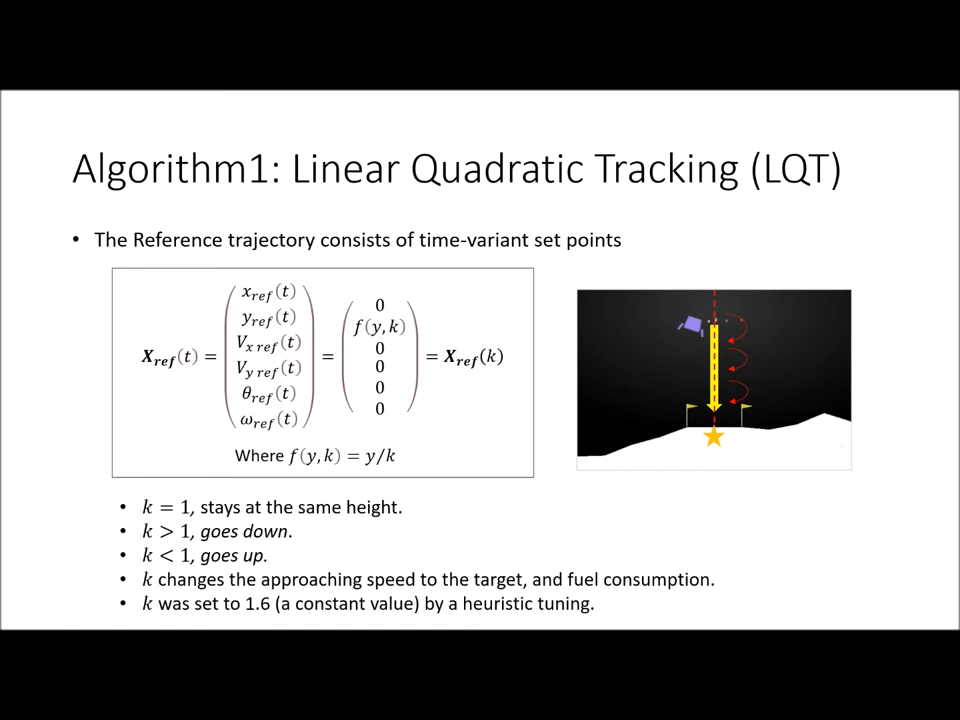 Algorithm1: Linear Quadratic Tracking (LQT)
• The Reference trajectory consists of time-variant set points
X_ref(t) = (x_ref(t) y_ref(t) V_x ref(t) V_y ref(t) θ_ref(t) ω_ref(t)) = (0 f(y, k) 0 0 0 0) = X_ref(k)
Where f(y, k) = y/k
• k = 1, stays at the same height.
• k > 1, goes down.
• k < 1, goes up.
• k changes the approaching speed to the target, and fuel consumption.
• k was set to 1.6 (a constant value) by a heuristic tuning.